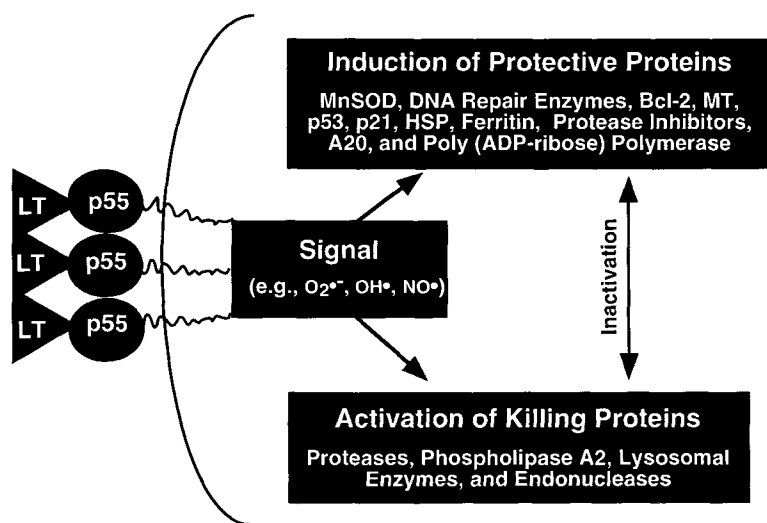 Induction of Protective Proteins
MnSOD, DNA Repair Enzymes, Bcl-2, MT,
p53, p21, HSP, Ferritin, Protease Inhibitors,
A20, and Poly (ADP-ribose) Polymerase
LT p55
LT p55
LT p55
Signal
(e.g., O₂•⁻, OH•, NO•)
Inactivation
Activation of Killing Proteins
Proteases, Phospholipase A2, Lysosomal
Enzymes, and Endonucleases